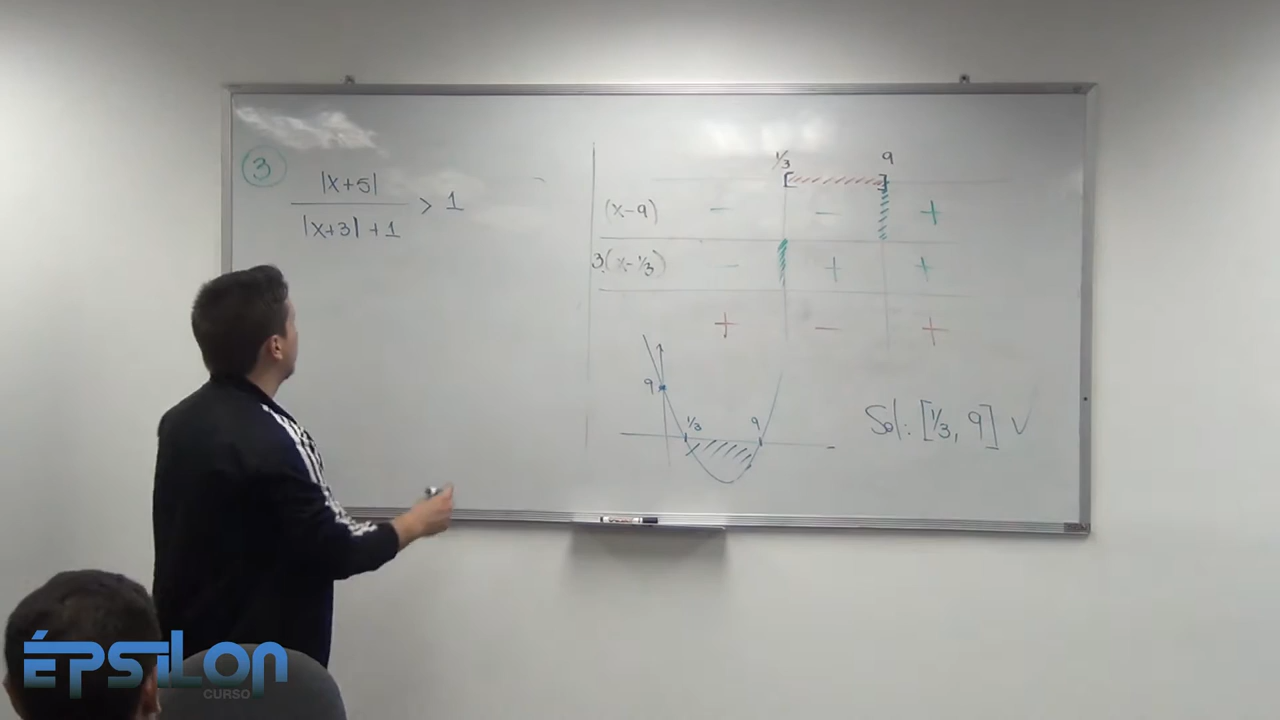 3
|x+5|
|x+3| + 1
> 1
1/3 9
(x-9) - - +
3.(x-1/3) - + +
+ - +
9
1/3 9
Sol.: [1/3, 9] ✓
ÉPSILON
CURSO